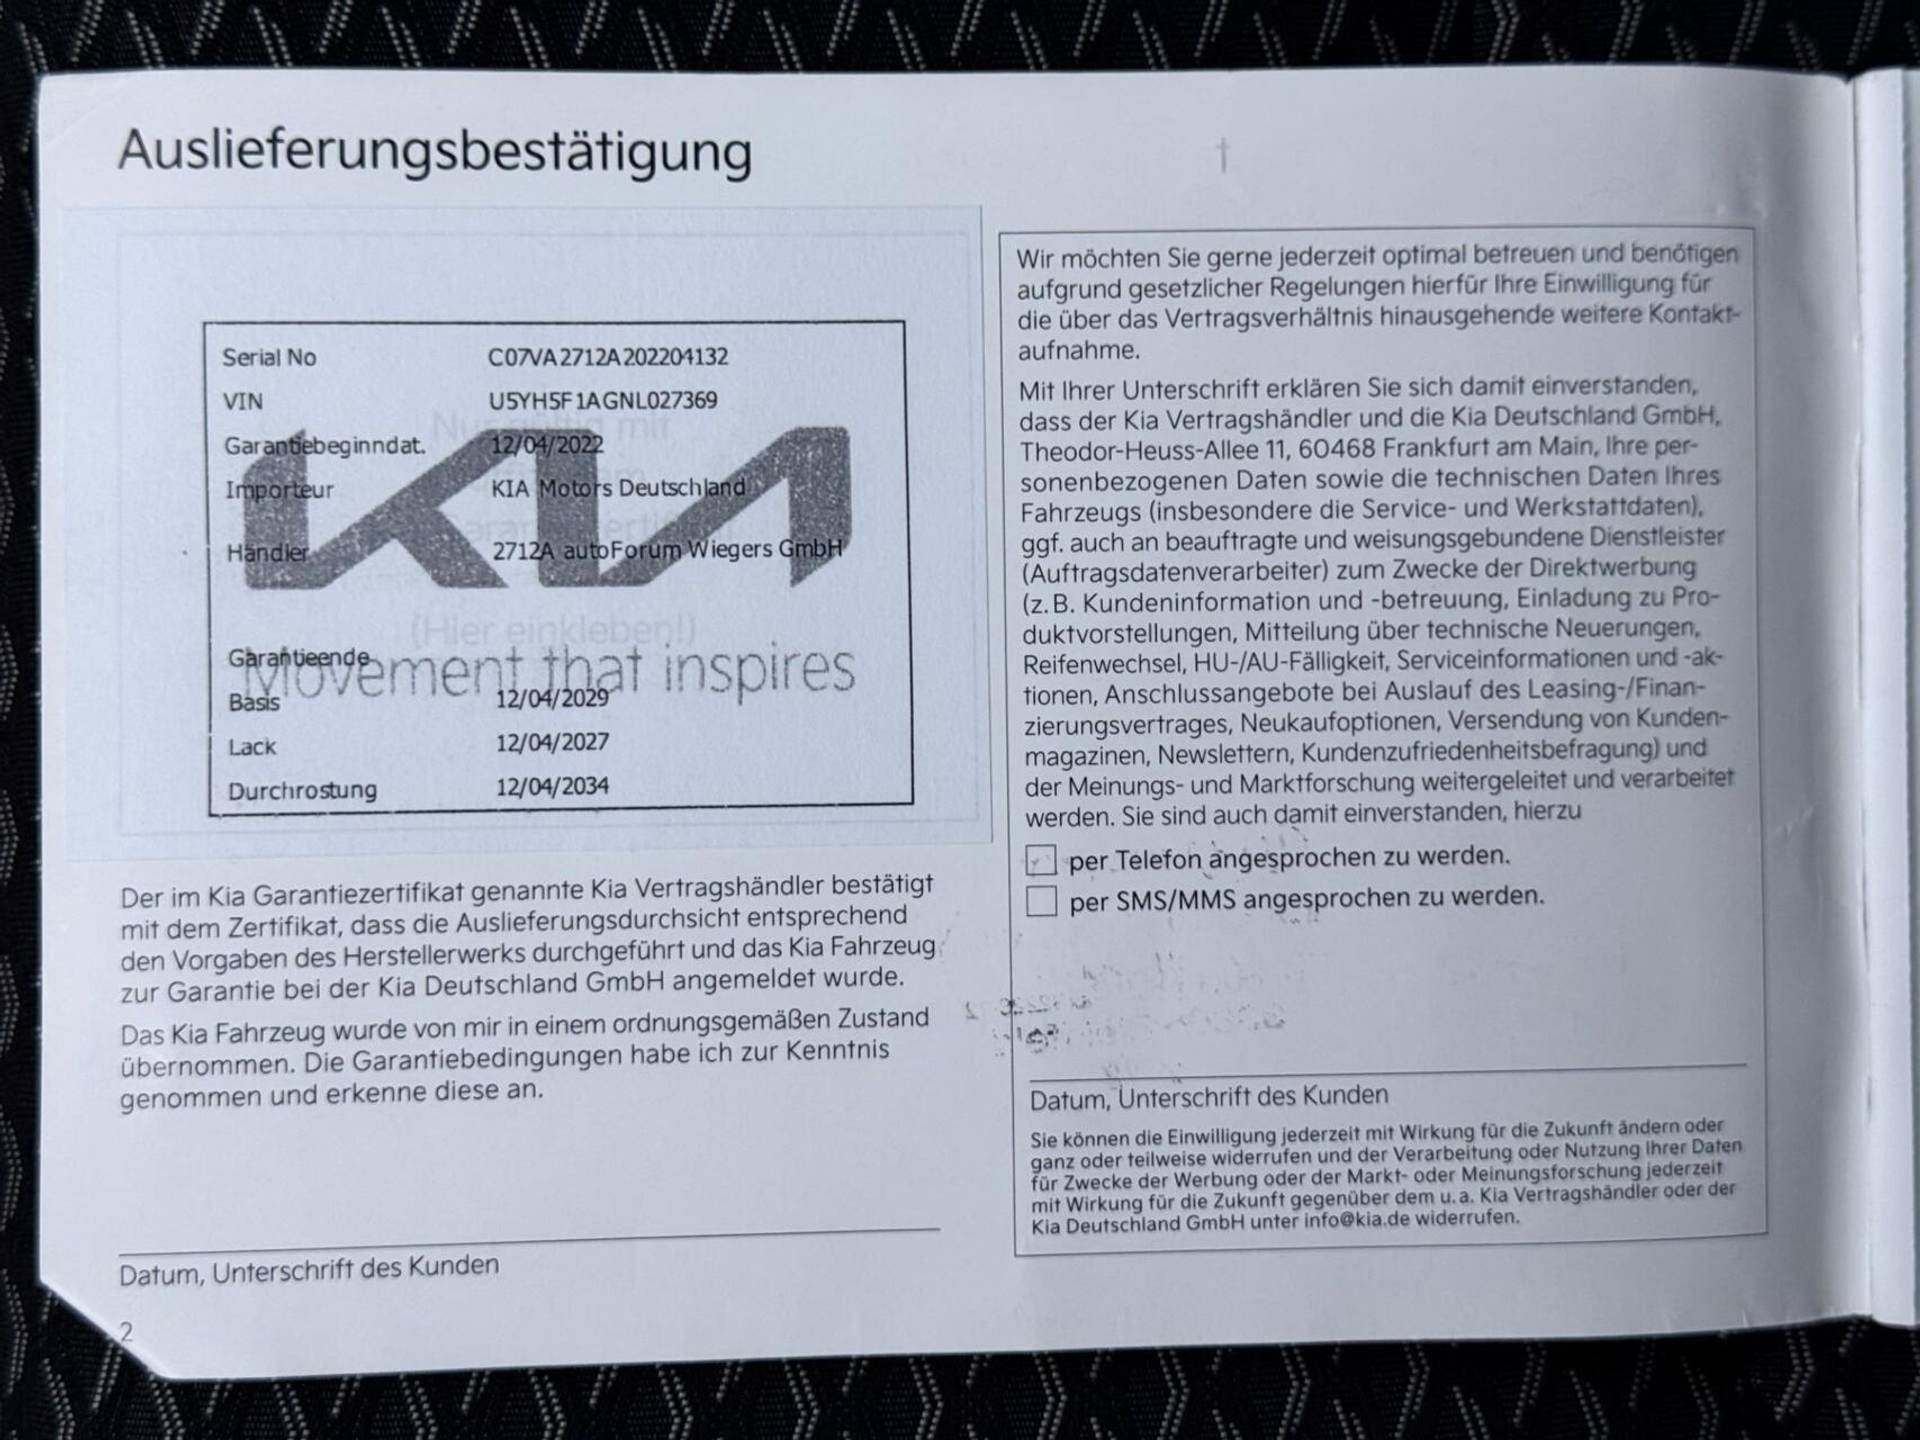 Auslieferungsbestätigung
Serial No C07VA2712A202204132
VIN U5YH5F1AGNL027369
Garantiebeginndat. 12/04/2022
Importeur KIA Motors Deutschland
Händler 2712A autoForum Wiegers GmbH
KIA
(Hier einkleben!)
Movement that inspires
Garantieende
Basis 12/04/2029
Lack 12/04/2027
Durchrostung 12/04/2034
Der im Kia Garantiezertifikat genannte Kia Vertragshändler bestätigt
mit dem Zertifikat, dass die Auslieferungsdurchsicht entsprechend
den Vorgaben des Herstellerwerks durchgeführt und das Kia Fahrzeug
zur Garantie bei der Kia Deutschland GmbH angemeldet wurde.
Das Kia Fahrzeug wurde von mir in einem ordnungsgemäßen Zustand
übernommen. Die Garantiebedingungen habe ich zur Kenntnis
genommen und erkenne diese an.
Datum, Unterschrift des Kunden
2
Wir möchten Sie gerne jederzeit optimal betreuen und benötigen
aufgrund gesetzlicher Regelungen hierfür Ihre Einwilligung für
die über das Vertragsverhältnis hinausgehende weitere Kontakt-
aufnahme.
Mit Ihrer Unterschrift erklären Sie sich damit einverstanden,
dass der Kia Vertragshändler und die Kia Deutschland GmbH,
Theodor-Heuss-Allee 11, 60468 Frankfurt am Main, Ihre per-
sonenbezogenen Daten sowie die technischen Daten Ihres
Fahrzeugs (insbesondere die Service- und Werkstattdaten),
ggf. auch an beauftragte und weisungsgebundene Dienstleister
(Auftragsdatenverarbeiter) zum Zwecke der Direktwerbung
(z. B. Kundeninformation und -betreuung, Einladung zu Pro-
duktvorstellungen, Mitteilung über technische Neuerungen,
Reifenwechsel, HU-/AU-Fälligkeit, Serviceinformationen und -ak-
tionen, Anschlussangebote bei Auslauf des Leasing-/Finan-
zierungsvertrages, Neukaufoptionen, Versendung von Kunden-
magazinen, Newslettern, Kundenzufriedenheitsbefragung) und
der Meinungs- und Marktforschung weitergeleitet und verarbeitet
werden. Sie sind auch damit einverstanden, hierzu
per Telefon angesprochen zu werden.
per SMS/MMS angesprochen zu werden.
Datum, Unterschrift des Kunden
Sie können die Einwilligung jederzeit mit Wirkung für die Zukunft ändern oder
ganz oder teilweise widerrufen und der Verarbeitung oder Nutzung Ihrer Daten
für Zwecke der Werbung oder der Markt- oder Meinungsforschung jederzeit
mit Wirkung für die Zukunft gegenüber dem u. a. Kia Vertragshändler oder der
Kia Deutschland GmbH unter info@kia.de widerrufen.